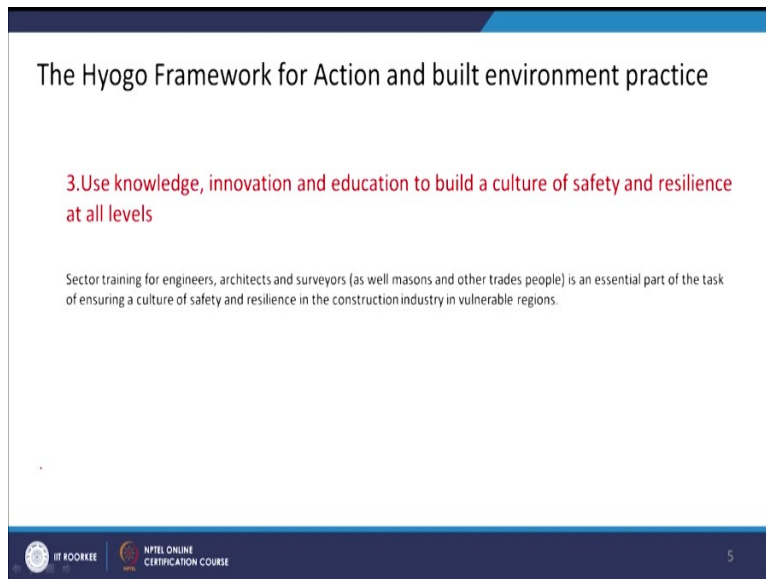 The Hyogo Framework for Action and built environment practice
3.Use knowledge, innovation and education to build a culture of safety and resilience
at all levels
Sector training for engineers, architects and surveyors (as well masons and other trades people) is an essential part of the task
of ensuring a culture of safety and resilience in the construction industry in vulnerable regions.
.
IIT ROORKEE
NPTEL ONLINE
CERTIFICATION COURSE
5